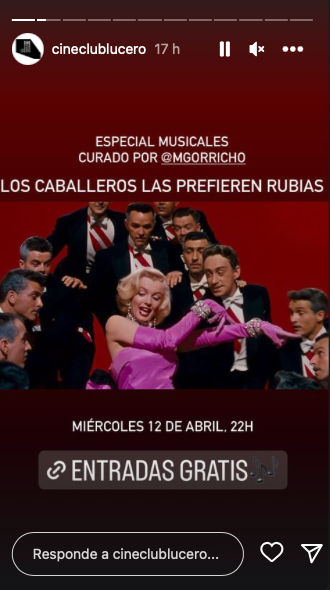 cineclublucero 17 h
ESPECIAL MUSICALES
CURADO POR @MGORRICHO
LOS CABALLEROS LAS PREFIEREN RUBIAS
MIÉRCOLES 12 DE ABRIL, 22H
ENTRADAS GRATIS
Responde a cineclublucero...